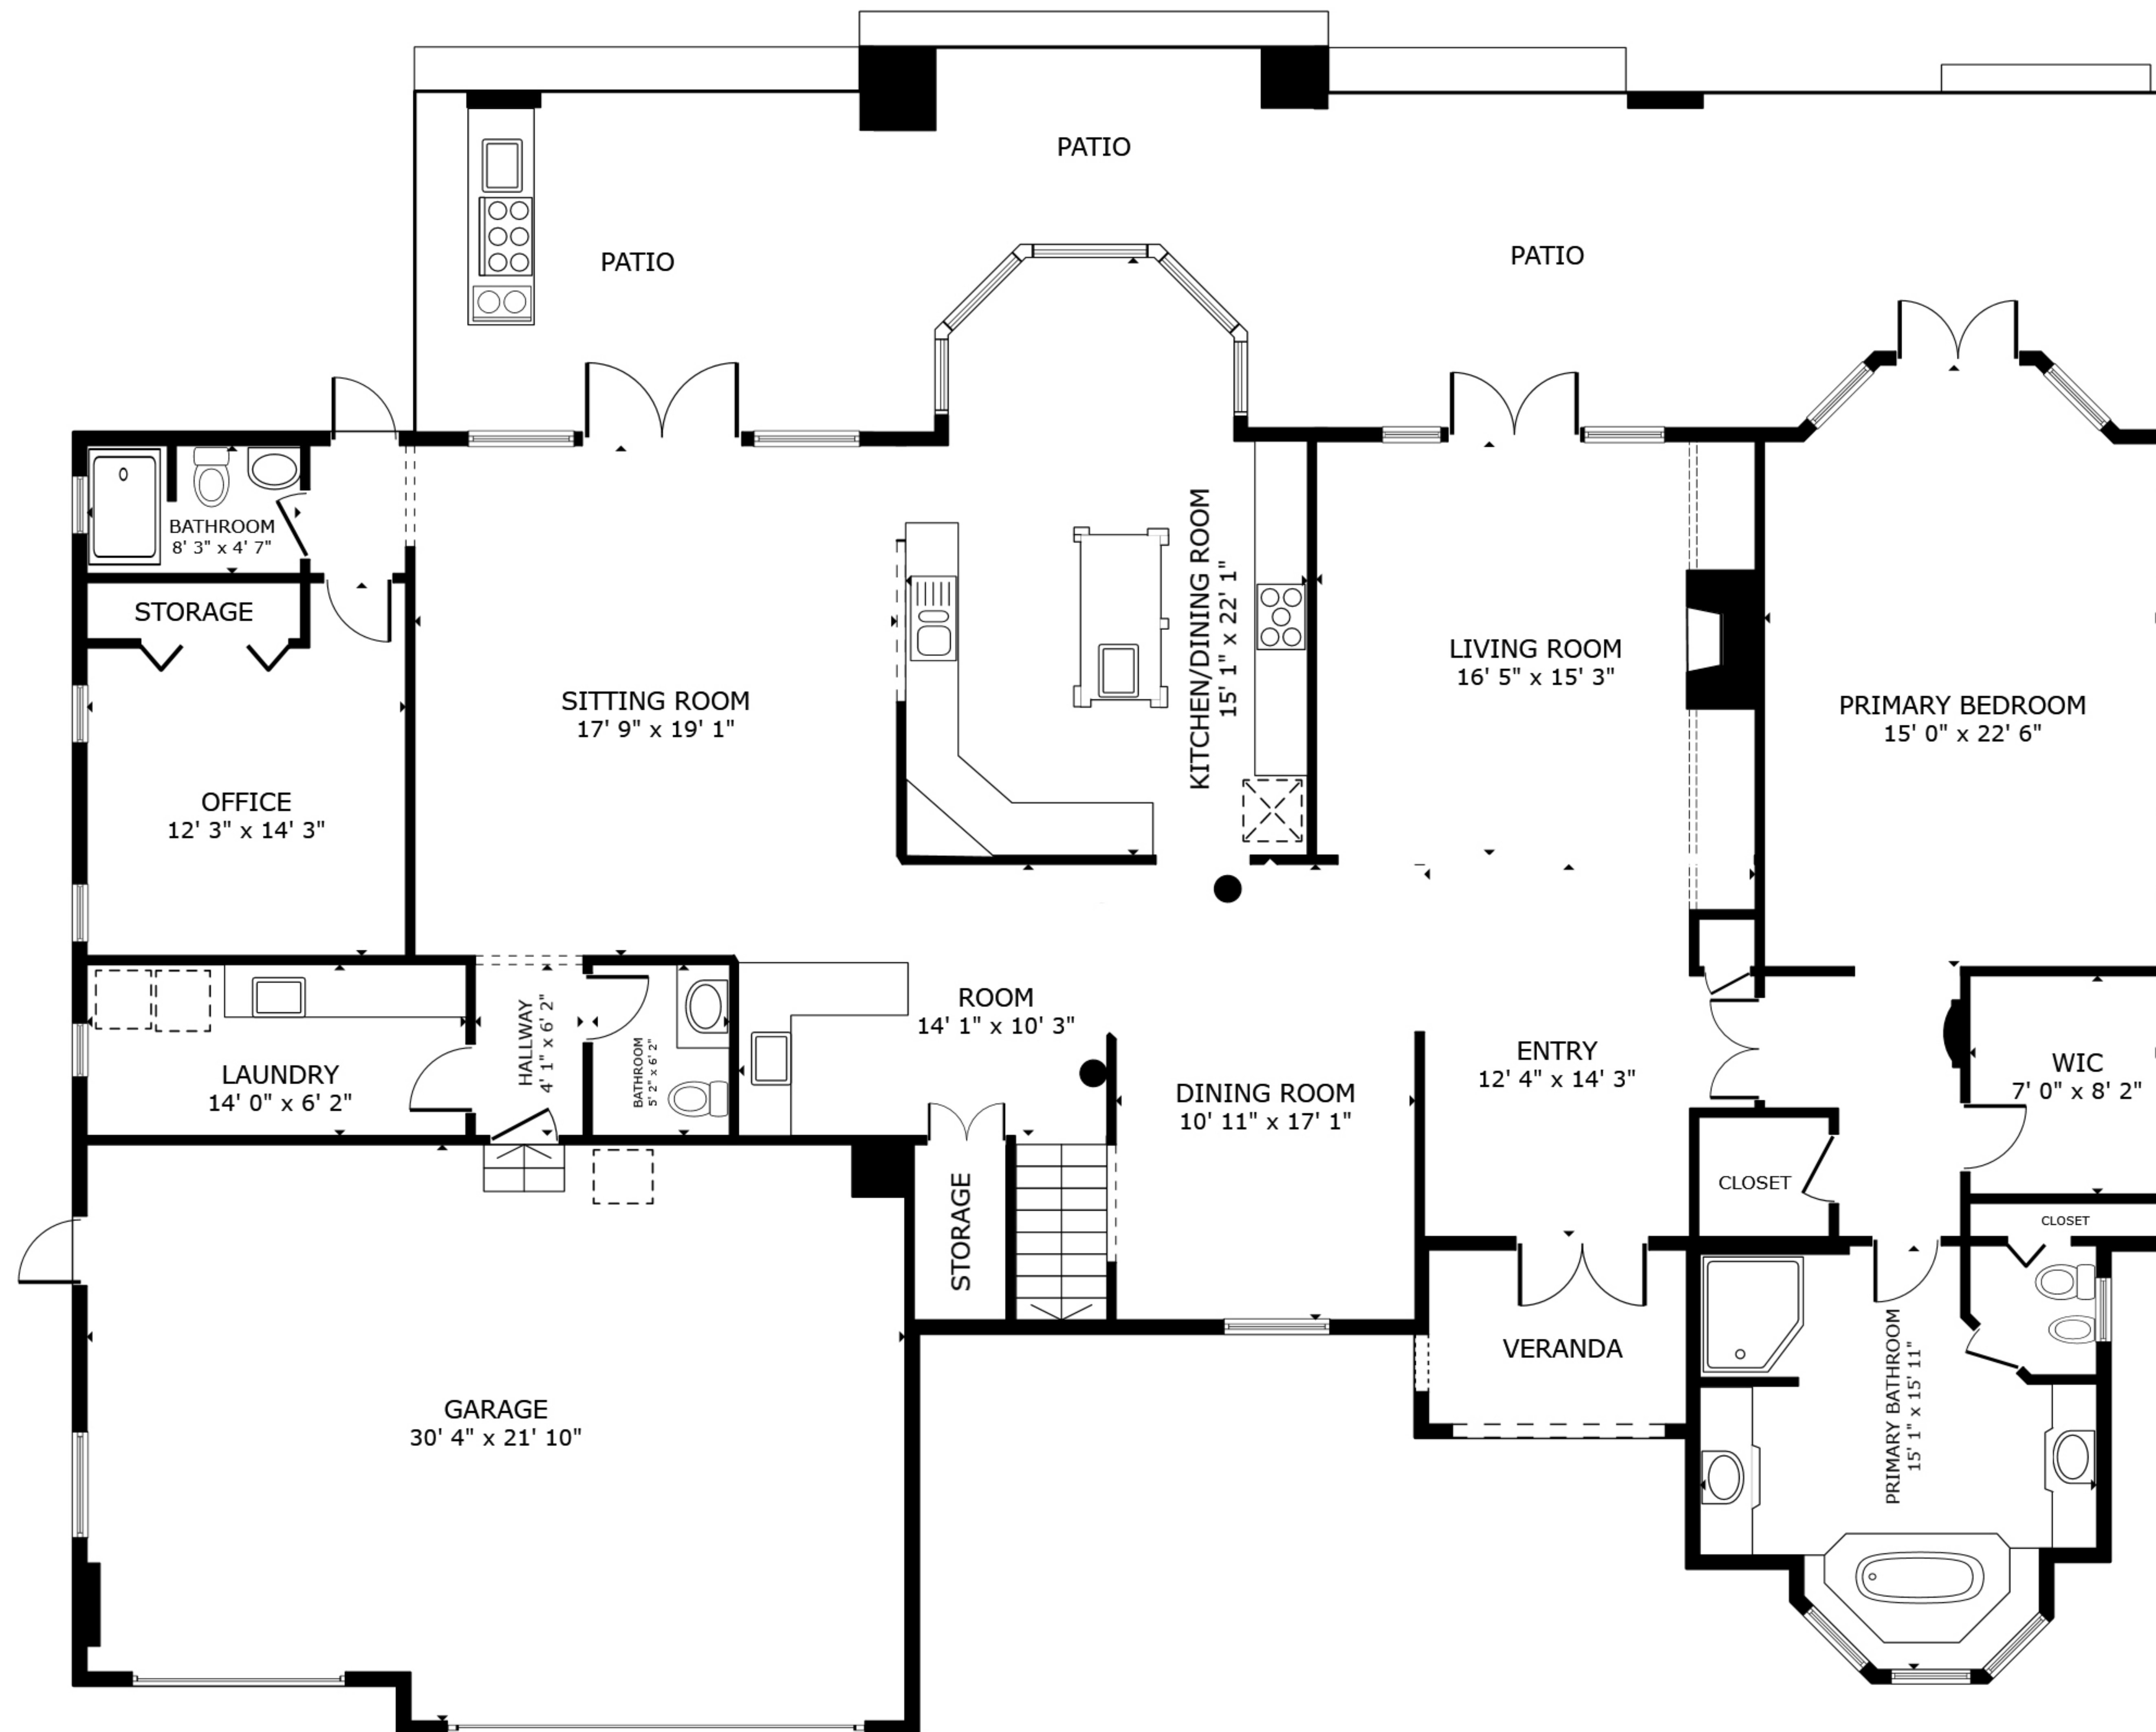 PATIO
PATIO
PATIO
BATHROOM
8' 3" x 4' 7"
STORAGE
SITTING ROOM
17' 9" x 19' 1"
KITCHEN/DINING ROOM
15' 1" x 22' 1"
LIVING ROOM
16' 5" x 15' 3"
PRIMARY BEDROOM
15' 0" x 22' 6"
OFFICE
12' 3" x 14' 3"
LAUNDRY
14' 0" x 6' 2"
HALLWAY
4' 1" x 6' 2"
BATHROOM
5' 2" x 6' 2"
ROOM
14' 1" x 10' 3"
DINING ROOM
10' 11" x 17' 1"
ENTRY
12' 4" x 14' 3"
WIC
7' 0" x 8' 2"
CLOSET
CLOSET
STORAGE
VERANDA
PRIMARY BATHROOM
15' 1" x 15' 11"
GARAGE
30' 4" x 21' 10"